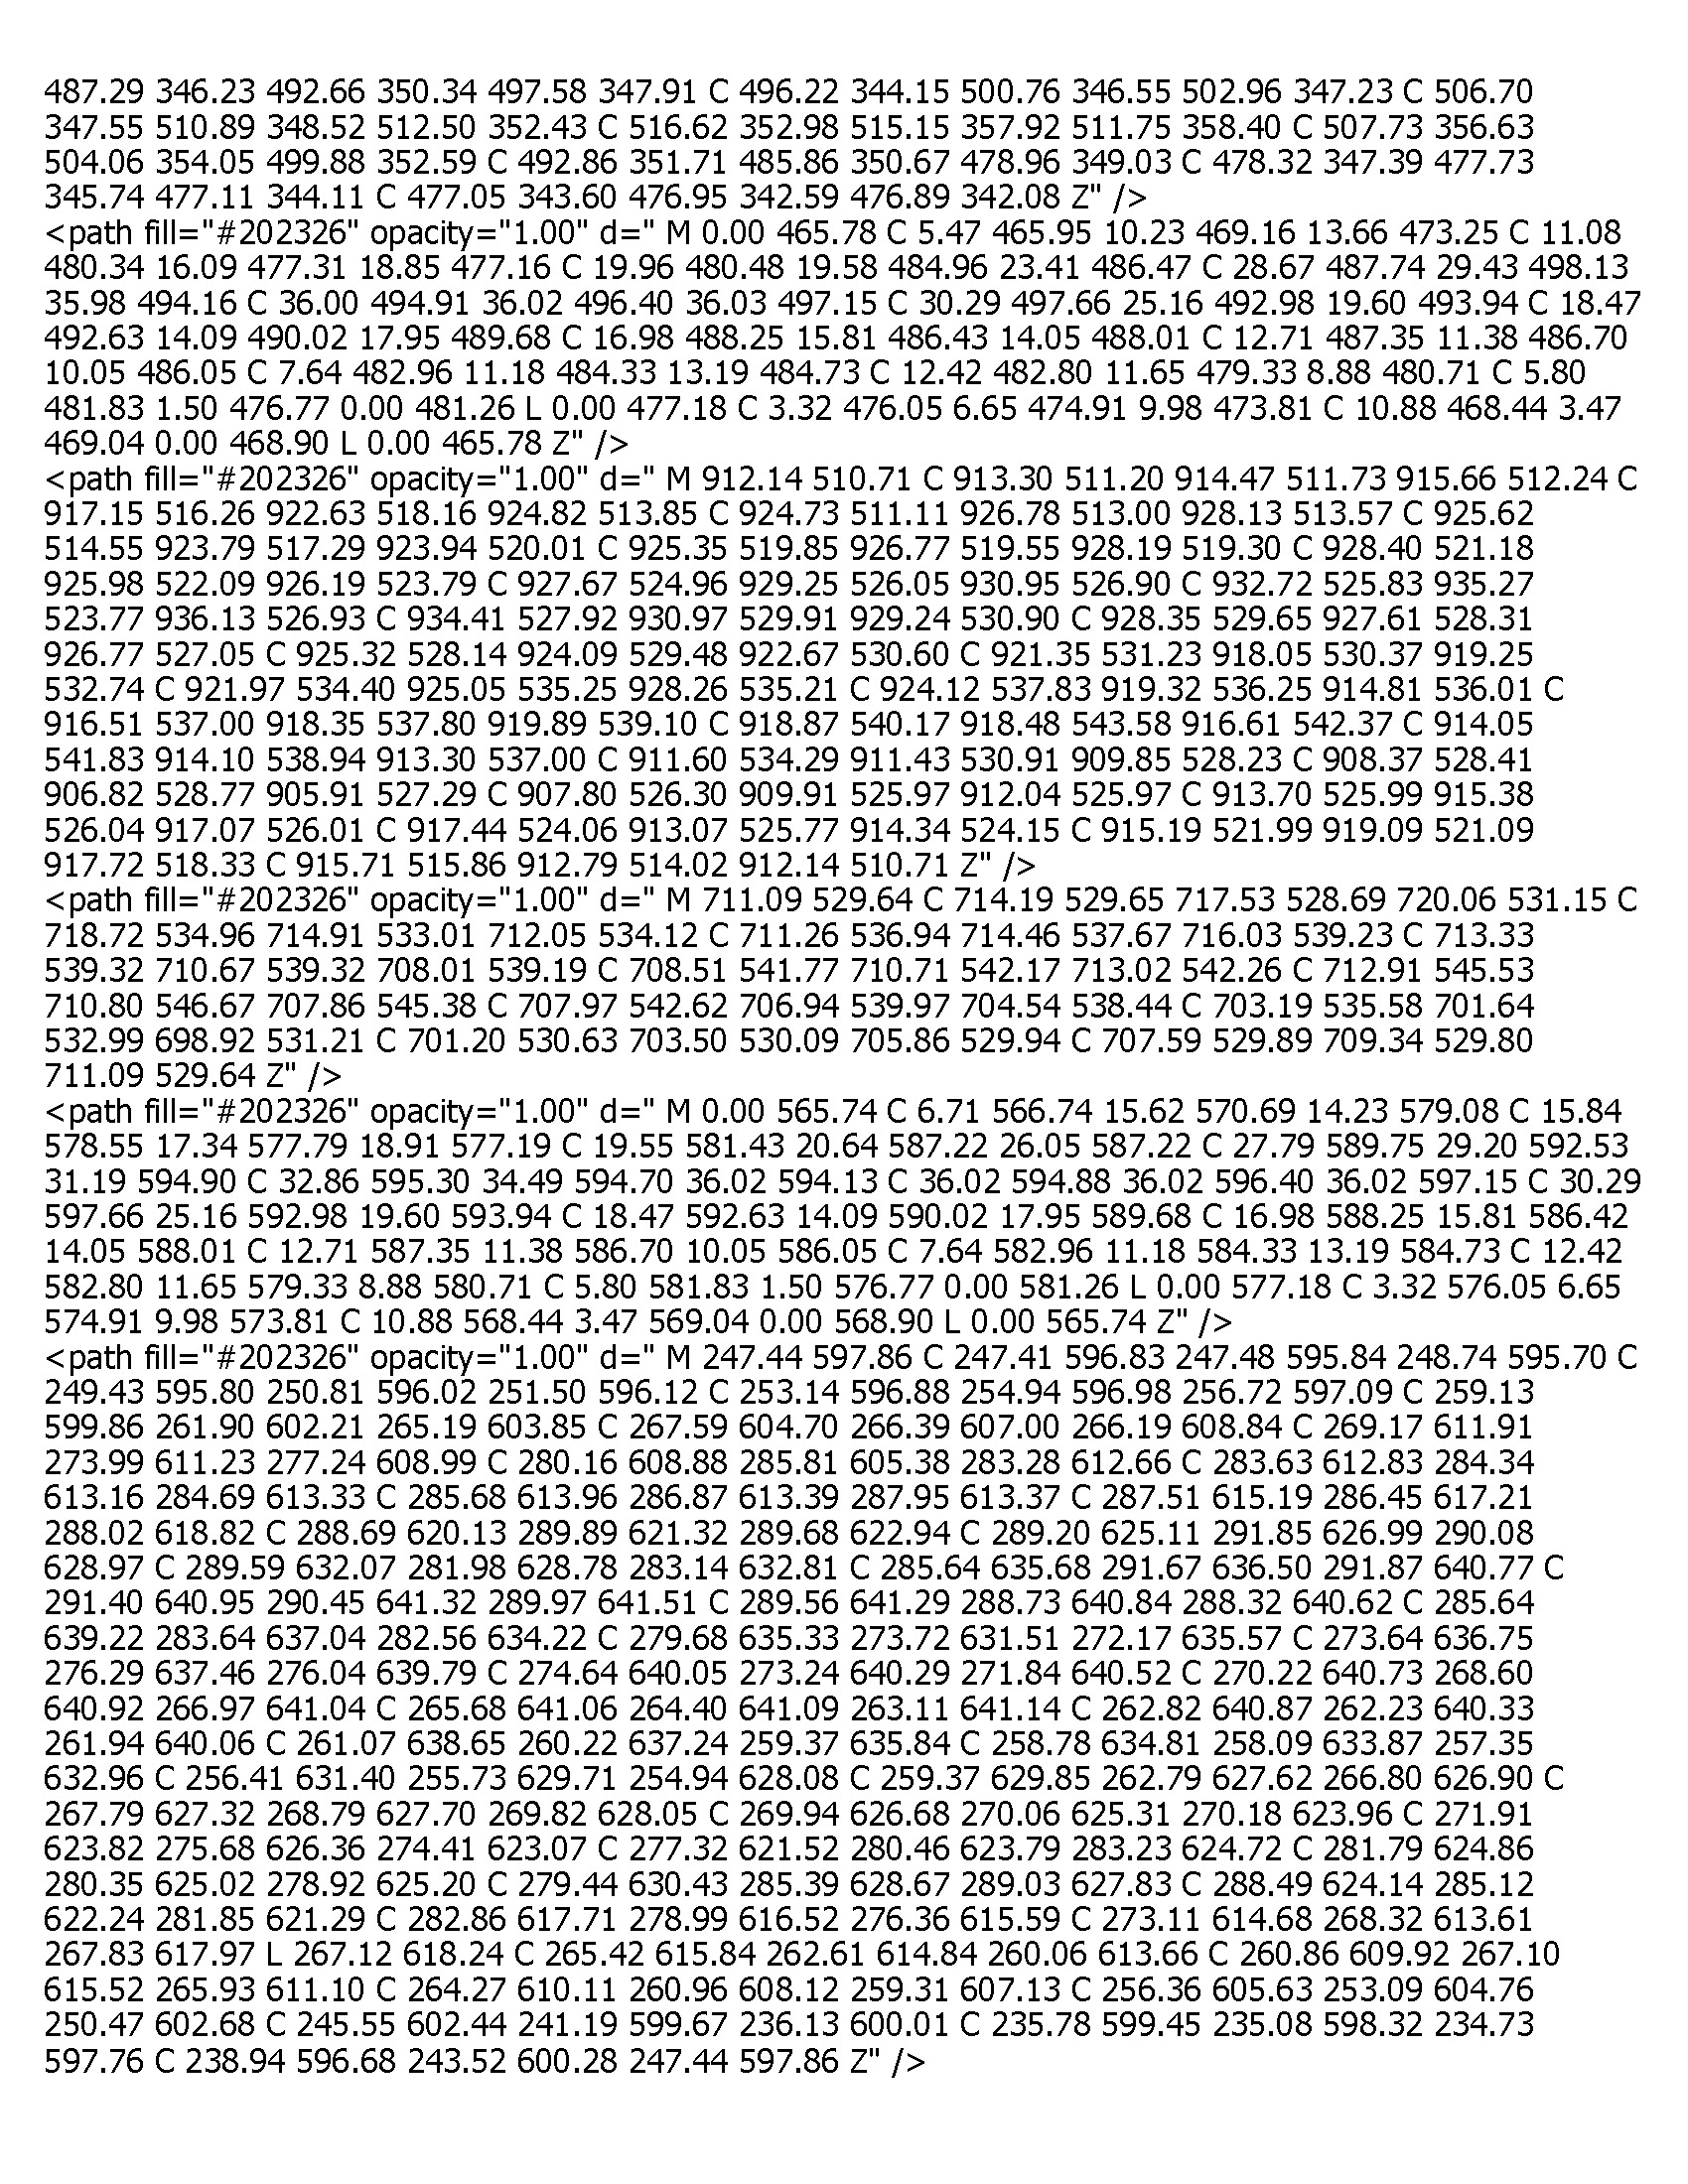 487.29 346.23 492.66 350.34 497.58 347.91 C 496.22 344.15 500.76 346.55 502.96 347.23 C 506.70
347.55 510.89 348.52 512.50 352.43 C 516.62 352.98 515.15 357.92 511.75 358.40 C 507.73 356.63
504.06 354.05 499.88 352.59 C 492.86 351.71 485.86 350.67 478.96 349.03 C 478.32 347.39 477.73
345.74 477.11 344.11 C 477.05 343.60 476.95 342.59 476.89 342.08 Z" />
<path fill="#202326" opacity="1.00" d=" M 0.00 465.78 C 5.47 465.95 10.23 469.16 13.66 473.25 C 11.08
480.34 16.09 477.31 18.85 477.16 C 19.96 480.48 19.58 484.96 23.41 486.47 C 28.67 487.74 29.43 498.13
35.98 494.16 C 36.00 494.91 36.02 496.40 36.03 497.15 C 30.29 497.66 25.16 492.98 19.60 493.94 C 18.47
492.63 14.09 490.02 17.95 489.68 C 16.98 488.25 15.81 486.43 14.05 488.01 C 12.71 487.35 11.38 486.70
10.05 486.05 C 7.64 482.96 11.18 484.33 13.19 484.73 C 12.42 482.80 11.65 479.33 8.88 480.71 C 5.80
481.83 1.50 476.77 0.00 481.26 L 0.00 477.18 C 3.32 476.05 6.65 474.91 9.98 473.81 C 10.88 468.44 3.47
469.04 0.00 468.90 L 0.00 465.78 Z" />
<path fill="#202326" opacity="1.00" d=" M 912.14 510.71 C 913.30 511.20 914.47 511.73 915.66 512.24 C
917.15 516.26 922.63 518.16 924.82 513.85 C 924.73 511.11 926.78 513.00 928.13 513.57 C 925.62
514.55 923.79 517.29 923.94 520.01 C 925.35 519.85 926.77 519.55 928.19 519.30 C 928.40 521.18
925.98 522.09 926.19 523.79 C 927.67 524.96 929.25 526.05 930.95 526.90 C 932.72 525.83 935.27
523.77 936.13 526.93 C 934.41 527.92 930.97 529.91 929.24 530.90 C 928.35 529.65 927.61 528.31
926.77 527.05 C 925.32 528.14 924.09 529.48 922.67 530.60 C 921.35 531.23 918.05 530.37 919.25
532.74 C 921.97 534.40 925.05 535.25 928.26 535.21 C 924.12 537.83 919.32 536.25 914.81 536.01 C
916.51 537.00 918.35 537.80 919.89 539.10 C 918.87 540.17 918.48 543.58 916.61 542.37 C 914.05
541.83 914.10 538.94 913.30 537.00 C 911.60 534.29 911.43 530.91 909.85 528.23 C 908.37 528.41
906.82 528.77 905.91 527.29 C 907.80 526.30 909.91 525.97 912.04 525.97 C 913.70 525.99 915.38
526.04 917.07 526.01 C 917.44 524.06 913.07 525.77 914.34 524.15 C 915.19 521.99 919.09 521.09
917.72 518.33 C 915.71 515.86 912.79 514.02 912.14 510.71 Z" />
<path fill="#202326" opacity="1.00" d=" M 711.09 529.64 C 714.19 529.65 717.53 528.69 720.06 531.15 C
718.72 534.96 714.91 533.01 712.05 534.12 C 711.26 536.94 714.46 537.67 716.03 539.23 C 713.33
539.32 710.67 539.32 708.01 539.19 C 708.51 541.77 710.71 542.17 713.02 542.26 C 712.91 545.53
710.80 546.67 707.86 545.38 C 707.97 542.62 706.94 539.97 704.54 538.44 C 703.19 535.58 701.64
532.99 698.92 531.21 C 701.20 530.63 703.50 530.09 705.86 529.94 C 707.59 529.89 709.34 529.80
711.09 529.64 Z" />
<path fill="#202326" opacity="1.00" d=" M 0.00 565.74 C 6.71 566.74 15.62 570.69 14.23 579.08 C 15.84
578.55 17.34 577.79 18.91 577.19 C 19.55 581.43 20.64 587.22 26.05 587.22 C 27.79 589.75 29.20 592.53
31.19 594.90 C 32.86 595.30 34.49 594.70 36.02 594.13 C 36.02 594.88 36.02 596.40 36.02 597.15 C 30.29
597.66 25.16 592.98 19.60 593.94 C 18.47 592.63 14.09 590.02 17.95 589.68 C 16.98 588.25 15.81 586.42
14.05 588.01 C 12.71 587.35 11.38 586.70 10.05 586.05 C 7.64 582.96 11.18 584.33 13.19 584.73 C 12.42
582.80 11.65 579.33 8.88 580.71 C 5.80 581.83 1.50 576.77 0.00 581.26 L 0.00 577.18 C 3.32 576.05 6.65
574.91 9.98 573.81 C 10.88 568.44 3.47 569.04 0.00 568.90 L 0.00 565.74 Z" />
<path fill="#202326" opacity="1.00" d=" M 247.44 597.86 C 247.41 596.83 247.48 595.84 248.74 595.70 C
249.43 595.80 250.81 596.02 251.50 596.12 C 253.14 596.88 254.94 596.98 256.72 597.09 C 259.13
599.86 261.90 602.21 265.19 603.85 C 267.59 604.70 266.39 607.00 266.19 608.84 C 269.17 611.91
273.99 611.23 277.24 608.99 C 280.16 608.88 285.81 605.38 283.28 612.66 C 283.63 612.83 284.34
613.16 284.69 613.33 C 285.68 613.96 286.87 613.39 287.95 613.37 C 287.51 615.19 286.45 617.21
288.02 618.82 C 288.69 620.13 289.89 621.32 289.68 622.94 C 289.20 625.11 291.85 626.99 290.08
628.97 C 289.59 632.07 281.98 628.78 283.14 632.81 C 285.64 635.68 291.67 636.50 291.87 640.77 C
291.40 640.95 290.45 641.32 289.97 641.51 C 289.56 641.29 288.73 640.84 288.32 640.62 C 285.64
639.22 283.64 637.04 282.56 634.22 C 279.68 635.33 273.72 631.51 272.17 635.57 C 273.64 636.75
276.29 637.46 276.04 639.79 C 274.64 640.05 273.24 640.29 271.84 640.52 C 270.22 640.73 268.60
640.92 266.97 641.04 C 265.68 641.06 264.40 641.09 263.11 641.14 C 262.82 640.87 262.23 640.33
261.94 640.06 C 261.07 638.65 260.22 637.24 259.37 635.84 C 258.78 634.81 258.09 633.87 257.35
632.96 C 256.41 631.40 255.73 629.71 254.94 628.08 C 259.37 629.85 262.79 627.62 266.80 626.90 C
267.79 627.32 268.79 627.70 269.82 628.05 C 269.94 626.68 270.06 625.31 270.18 623.96 C 271.91
623.82 275.68 626.36 274.41 623.07 C 277.32 621.52 280.46 623.79 283.23 624.72 C 281.79 624.86
280.35 625.02 278.92 625.20 C 279.44 630.43 285.39 628.67 289.03 627.83 C 288.49 624.14 285.12
622.24 281.85 621.29 C 282.86 617.71 278.99 616.52 276.36 615.59 C 273.11 614.68 268.32 613.61
267.83 617.97 L 267.12 618.24 C 265.42 615.84 262.61 614.84 260.06 613.66 C 260.86 609.92 267.10
615.52 265.93 611.10 C 264.27 610.11 260.96 608.12 259.31 607.13 C 256.36 605.63 253.09 604.76
250.47 602.68 C 245.55 602.44 241.19 599.67 236.13 600.01 C 235.78 599.45 235.08 598.32 234.73
597.76 C 238.94 596.68 243.52 600.28 247.44 597.86 Z" />